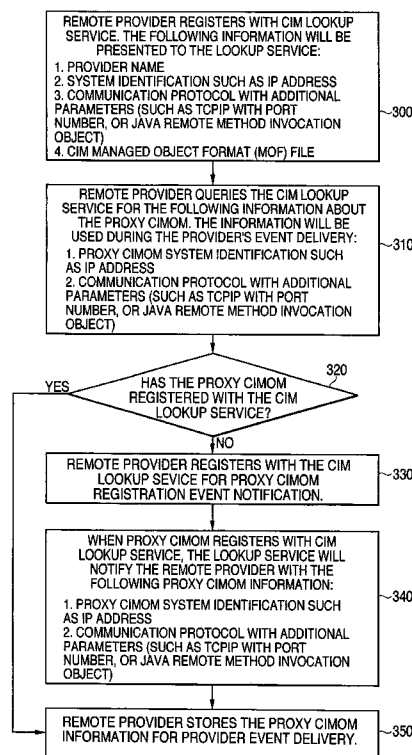 REMOTE PROVIDER REGISTERS WITH CIM LOOKUP
SERVICE. THE FOLLOWING INFORMATION WILL BE
PRESENTED TO THE LOOKUP SERVICE:
1. PROVIDER NAME
2. SYSTEM IDENTIFICATION SUCH AS IP ADDRESS
3. COMMUNICATION PROTOCOL WITH ADDITIONAL
PARAMETERS (SUCH AS TCPIP WITH PORT
NUMBER, OR JAVA REMOTE METHOD INVOCATION
OBJECT)
4. CIM MANAGED OBJECT FORMAT (MOF) FILE
300
REMOTE PROVIDER QUERIES THE CIM LOOKUP
SERVICE FOR THE FOLLOWING INFORMATION ABOUT
THE PROXY CIMOM. THE INFORMATION WILL BE
USED DURING THE PROVIDER'S EVENT DELIVERY:
1. PROXY CIMOM SYSTEM IDENTIFICATION SUCH
AS IP ADDRESS
2. COMMUNICATION PROTOCOL WITH ADDITIONAL
PARAMETERS (SUCH AS TCPIP WITH PORT
NUMBER, OR JAVA REMOTE METHOD INVOCATION
OBJECT)
310
320
YES
HAS THE PROXY CIMOM
REGISTERED WITH THE CIM
LOOKUP SERVICE?
NO
REMOTE PROVIDER REGISTERS WITH THE CIM
LOOKUP SEVICE FOR PROXY CIMOM
REGISTRATION EVENT NOTIFICATION.
330
WHEN PROXY CIMOM REGISTERS WITH CIM
LOOKUP SERVICE, THE LOOKUP SERVICE WILL
NOTIFY THE REMOTE PROVIDER WITH THE
FOLLOWING PROXY CIMOM INFORMATION:
1. PROXY CIMOM SYSTEM IDENTIFICATION SUCH
AS IP ADDRESS
2. COMMUNICATION PROTOCOL WITH ADDITIONAL
PARAMETERS (SUCH AS TCPIP WITH PORT
NUMBER, OR JAVA REMOTE METHOD INVOCATION
OBJECT)
340
REMOTE PROVIDER STORES THE PROXY CIMOM
INFORMATION FOR PROVIDER EVENT DELIVERY.
350